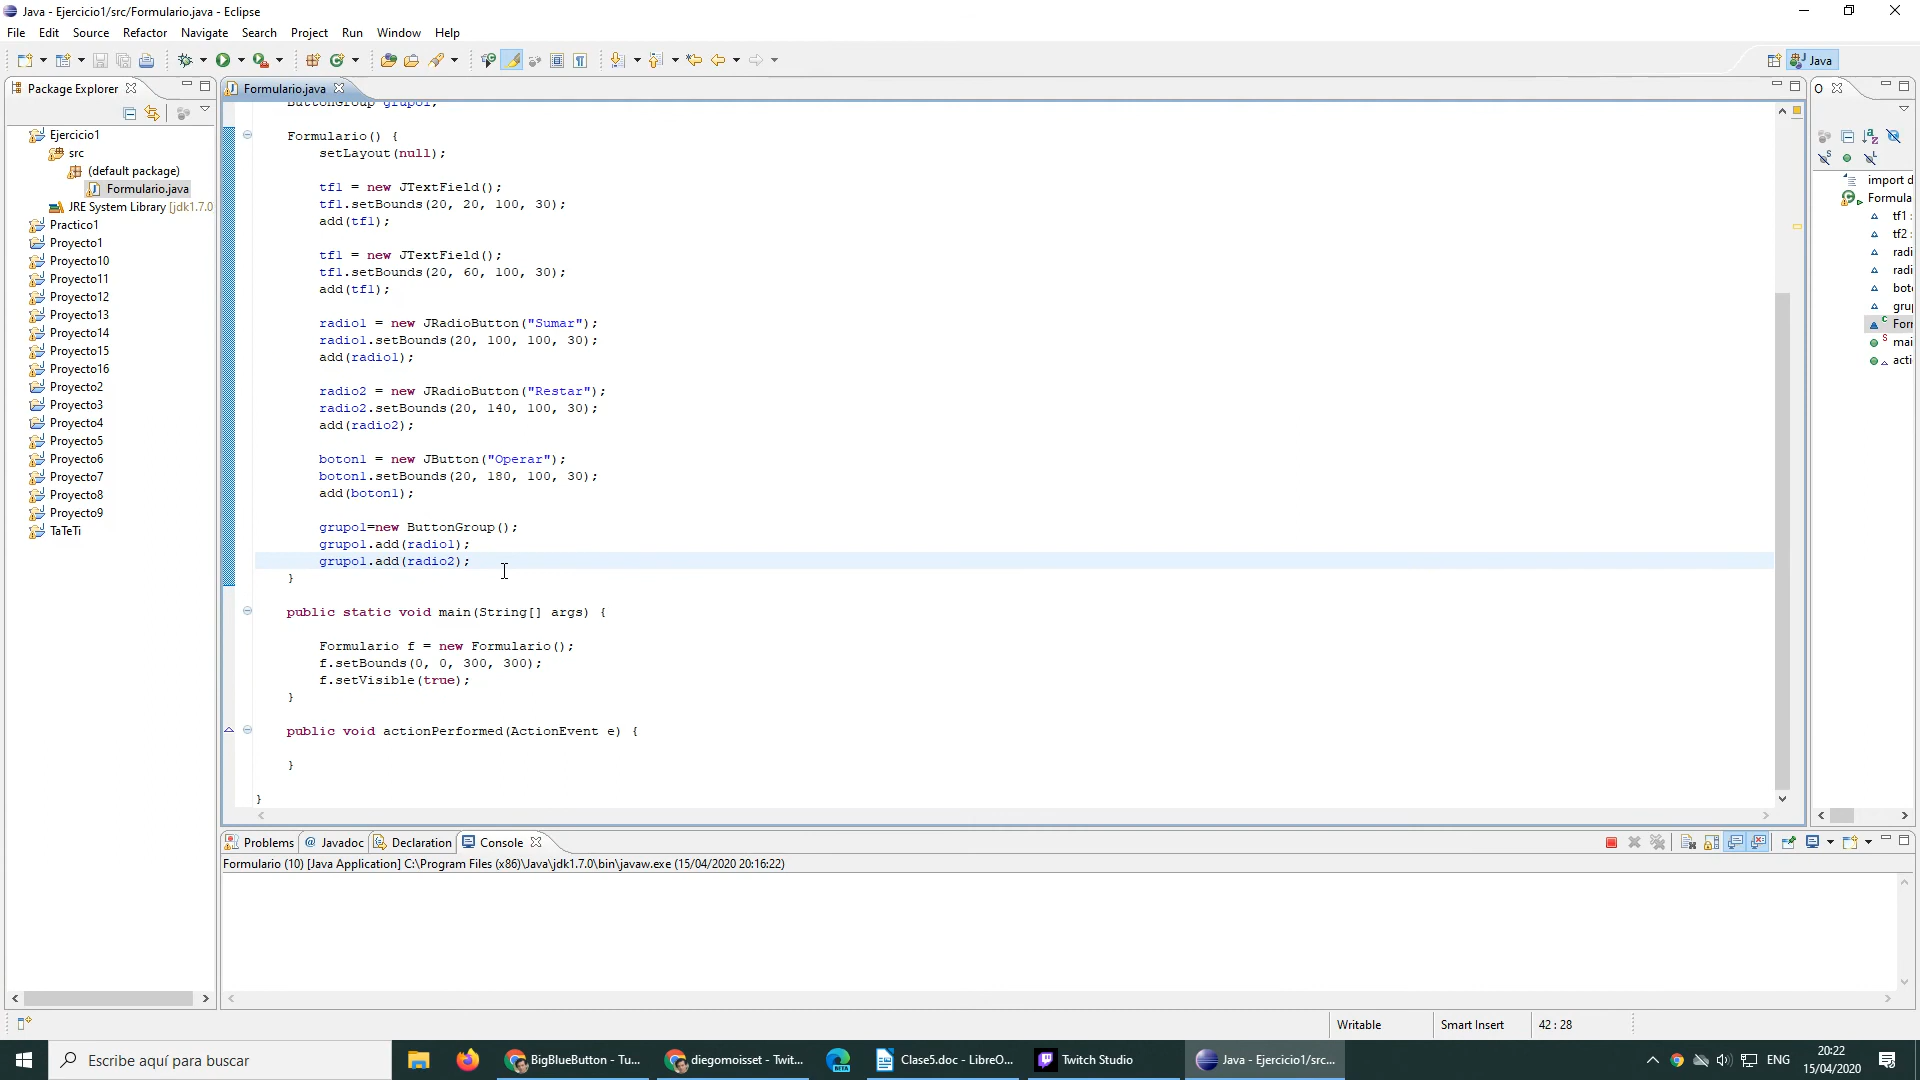 Java - Ejercicio1/src/Formulario.java - Eclipse
File Edit Source Refactor Navigate Search Project Run Window Help
Java
Package Explorer
Ejercicio1
src
(default package)
Formulario.java
JRE System Library [jdk1.7.0
Practico1
Proyecto1
Proyecto10
Proyecto11
Proyecto12
Proyecto13
Proyecto14
Proyecto15
Proyecto16
Proyecto2
Proyecto3
Proyecto4
Proyecto5
Proyecto6
Proyecto7
Proyecto8
Proyecto9
TaTeTi
Formulario.java
ButtonGroup grupo1;
Formulario() {
setLayout(null);
tf1 = new JTextField();
tf1.setBounds(20, 20, 100, 30);
add(tf1);
tf1 = new JTextField();
tf1.setBounds(20, 60, 100, 30);
add(tf1);
radio1 = new JRadioButton("Sumar");
radio1.setBounds(20, 100, 100, 30);
add(radio1);
radio2 = new JRadioButton("Restar");
radio2.setBounds(20, 140, 100, 30);
add(radio2);
boton1 = new JButton("Operar");
boton1.setBounds(20, 180, 100, 30);
add(boton1);
grupo1=new ButtonGroup();
grupo1.add(radio1);
grupo1.add(radio2);
}
public static void main(String[] args) {
Formulario f = new Formulario();
f.setBounds(0, 0, 300, 300);
f.setVisible(true);
}
public void actionPerformed(ActionEvent e) {
}
}
O
import d
Formula
tf1 :
tf2 :
radi
radi
bot
gru
For
mai
acti
Problems @ Javadoc Declaration Console
Formulario (10) [Java Application] C:\Program Files (x86)\Java\jdk1.7.0\bin\javaw.exe (15/04/2020 20:16:22)
Writable Smart Insert 42 : 28
Escribe aquí para buscar
BigBlueButton - Tu...
diegomoisset - Twit...
BETA
Clase5.doc - LibreO...
Twitch Studio
Java - Ejercicio1/src...
ENG
20:22
15/04/2020